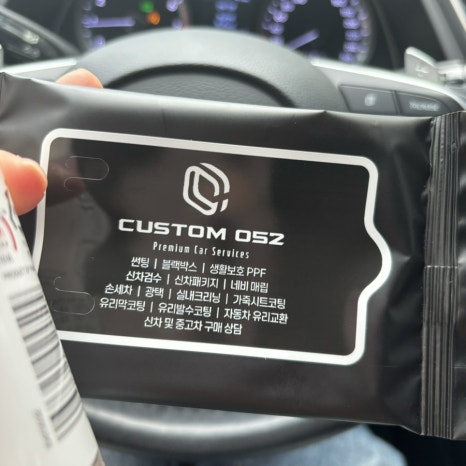 CUSTOM 052
Premium Car Services
썬팅 | 블랙박스 | 생활보호 PPF
신차검수 | 신차패키지 | 네비 매립
손세차 | 광택 | 실내크리닝 | 가죽시트코팅
유리막코팅 | 유리발수코팅 | 자동차 유리교환
신차 및 중고차 구매 상담